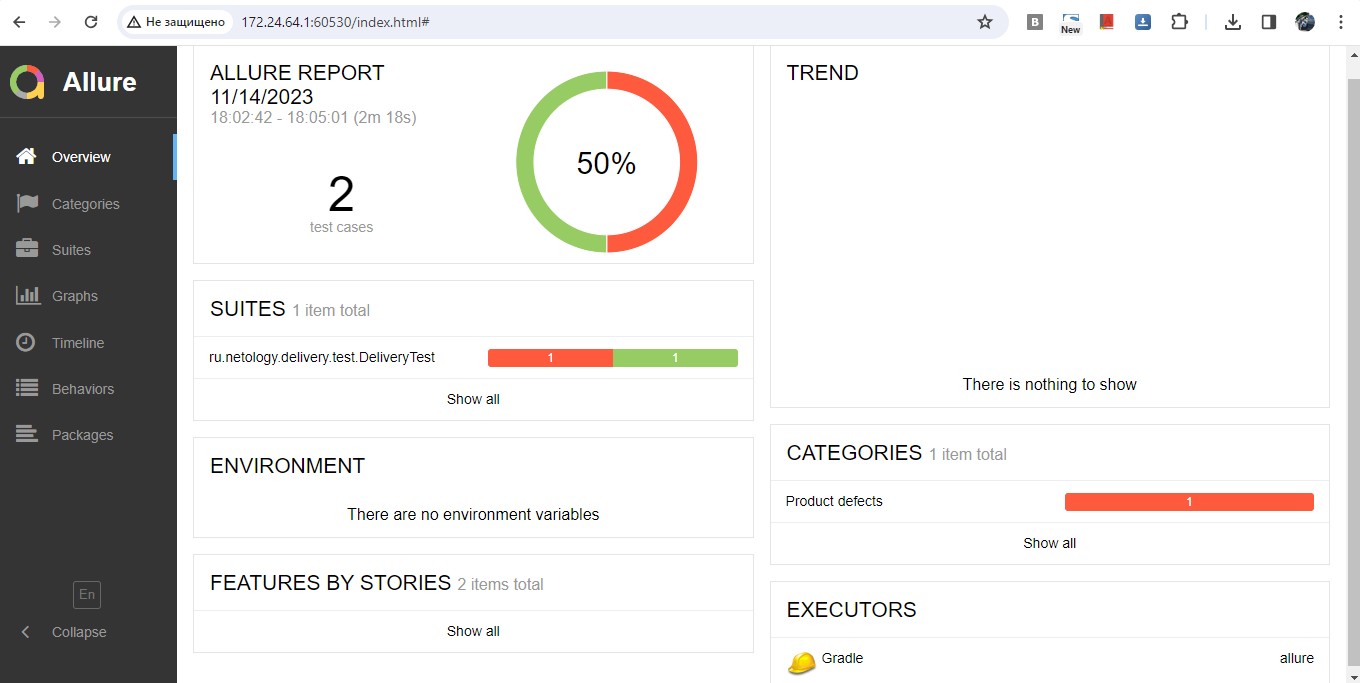 Не защищено
172.24.64.1:60530/index.html#
B
New
Allure
Overview
Categories
Suites
Graphs
Timeline
Behaviors
Packages
En
Collapse
ALLURE REPORT
11/14/2023
18:02:42 - 18:05:01 (2m 18s)
2
test cases
50%
SUITES 1 item total
ru.netology.delivery.test.DeliveryTest 1 1
Show all
ENVIRONMENT
There are no environment variables
FEATURES BY STORIES 2 items total
Show all
TREND
There is nothing to show
CATEGORIES 1 item total
Product defects 1
Show all
EXECUTORS
Gradle allure